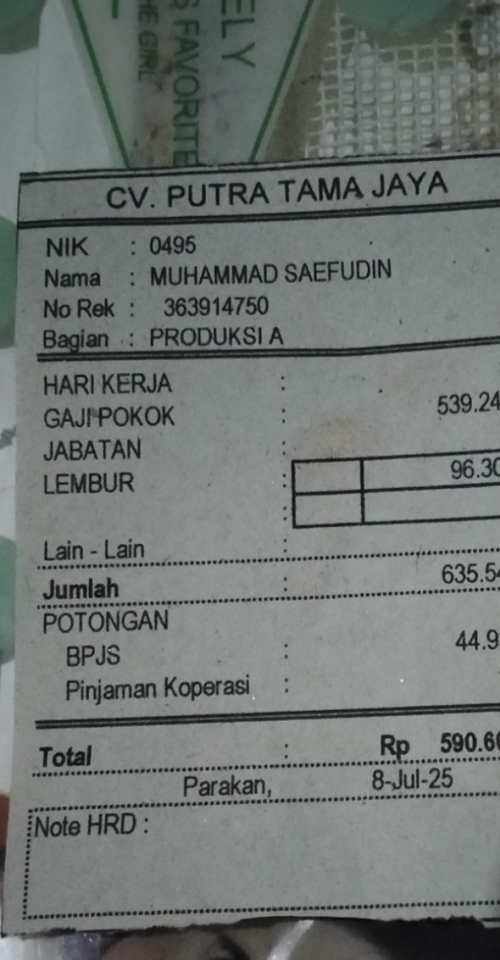 ELY
S FAVORITE
THE GIRL
CV. PUTRA TAMA JAYA
NIK : 0495
Nama : MUHAMMAD SAEFUDIN
No Rek : 363914750
Bagian : PRODUKSI A
HARI KERJA :
GAJI POKOK : 539.24
JABATAN :
LEMBUR : 96.30
Lain - Lain :
Jumlah : 635.54
POTONGAN
BPJS : 44.9
Pinjaman Koperasi :
Total : Rp 590.60
Parakan, 8-Jul-25
Note HRD :